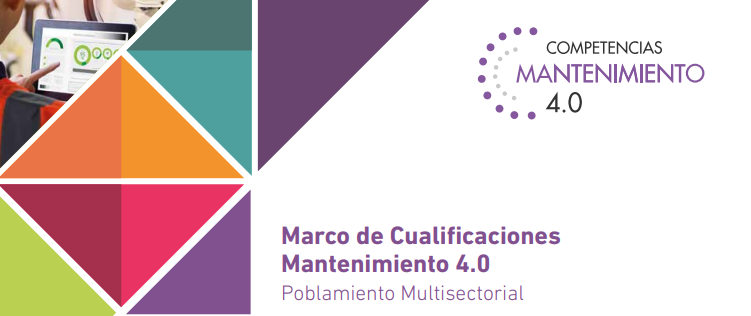 COMPETENCIAS
MANTENIMIENTO
4.0
Marco de Cualificaciones
Mantenimiento 4.0
Poblamiento Multisectorial